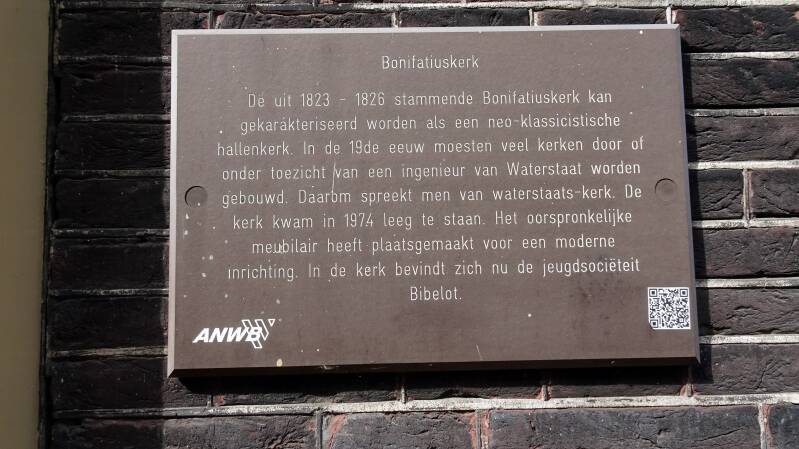 Bonifatiuskerk
De uit 1823 - 1826 stammende Bonifatiuskerk kan
gekarakteriseerd worden als een neo-klassicistische
hallenkerk. In de 19de eeuw moesten veel kerken door of
onder toezicht van een ingenieur van Waterstaat worden
gebouwd. Daarom spreekt men van waterstaats-kerk. De
kerk kwam in 1974 leeg te staan. Het oorspronkelijke
meubilair heeft plaatsgemaakt voor een moderne
inrichting. In de kerk bevindt zich nu de jeugdsociëteit
Bibelot.
ANWB